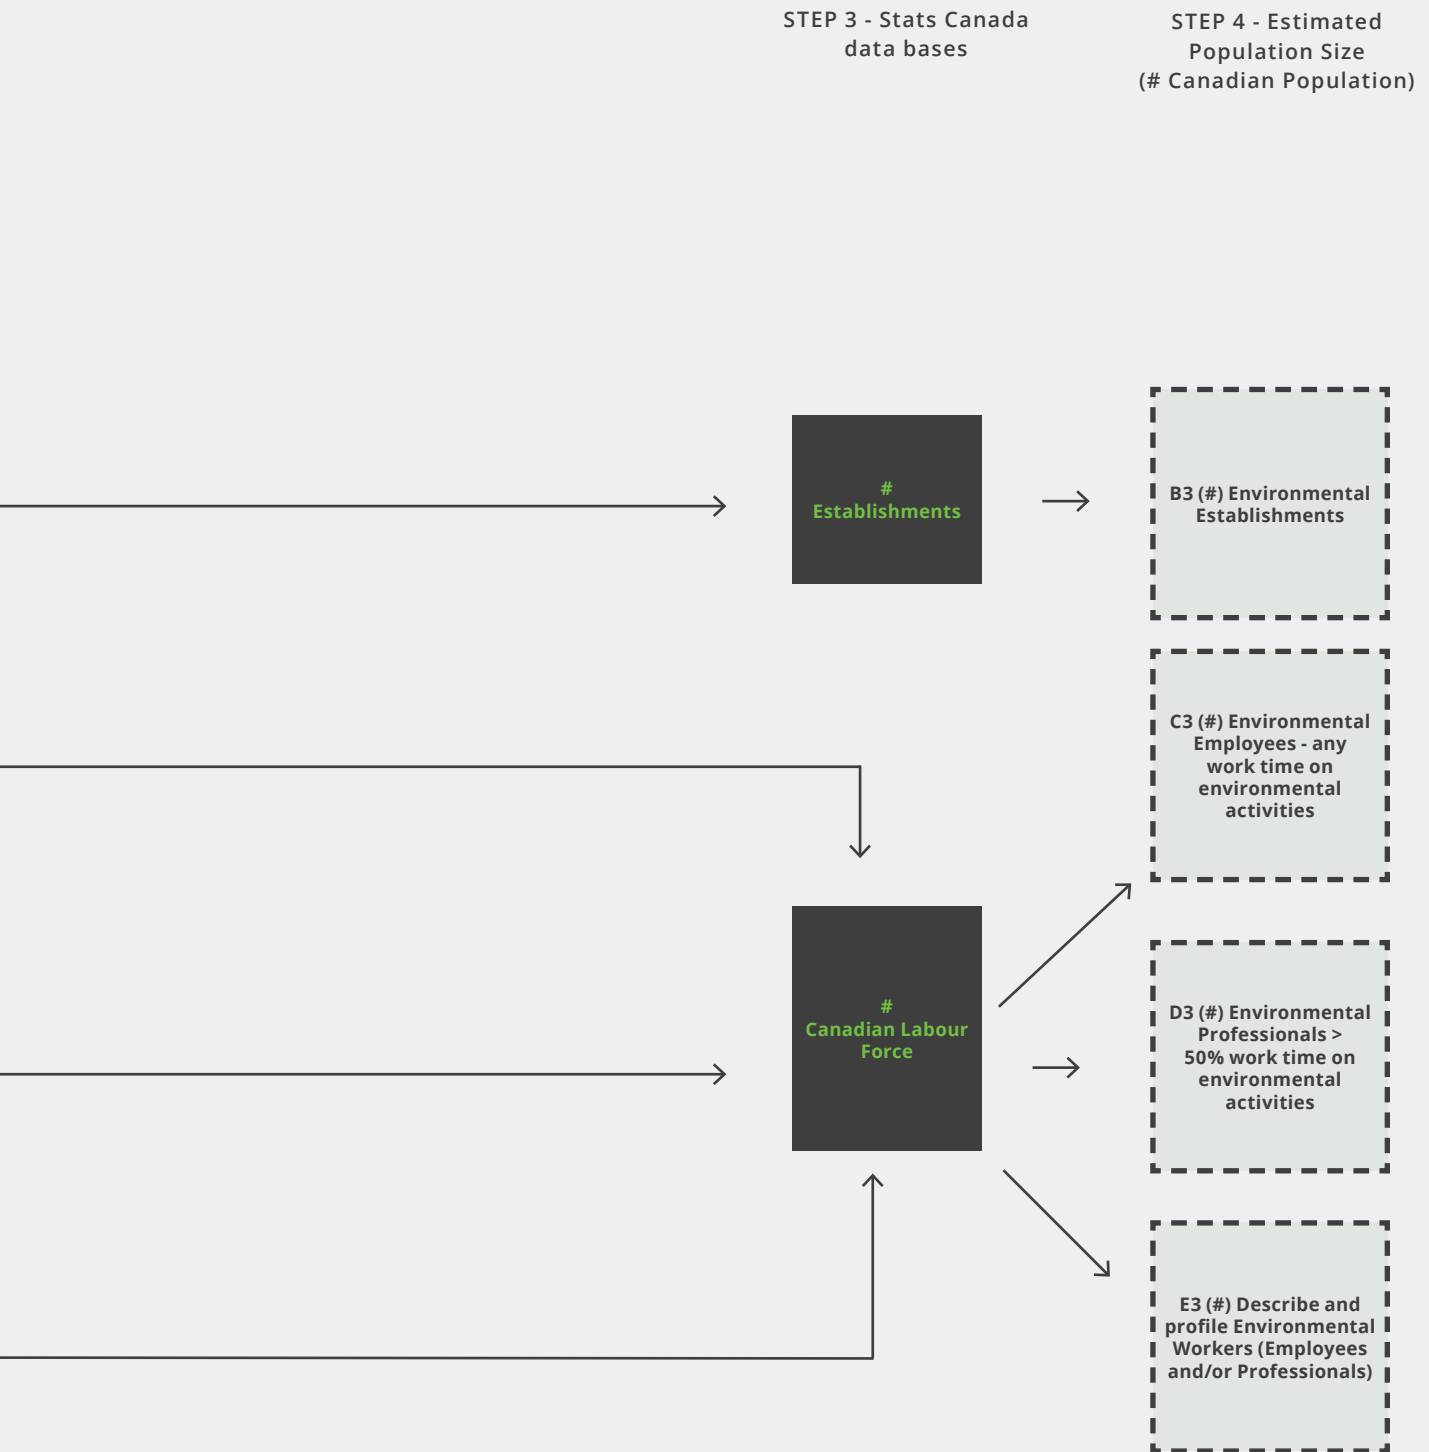 STEP 3 - Stats Canada
data bases
STEP 4 - Estimated
Population Size
(# Canadian Population)
#
Establishments
B3 (#) Environmental
Establishments
C3 (#) Environmental
Employees - any
work time on
environmental
activities
#
Canadian Labour
Force
D3 (#) Environmental
Professionals >
50% work time on
environmental
activities
E3 (#) Describe and
profile Environmental
Workers (Employees
and/or Professionals)